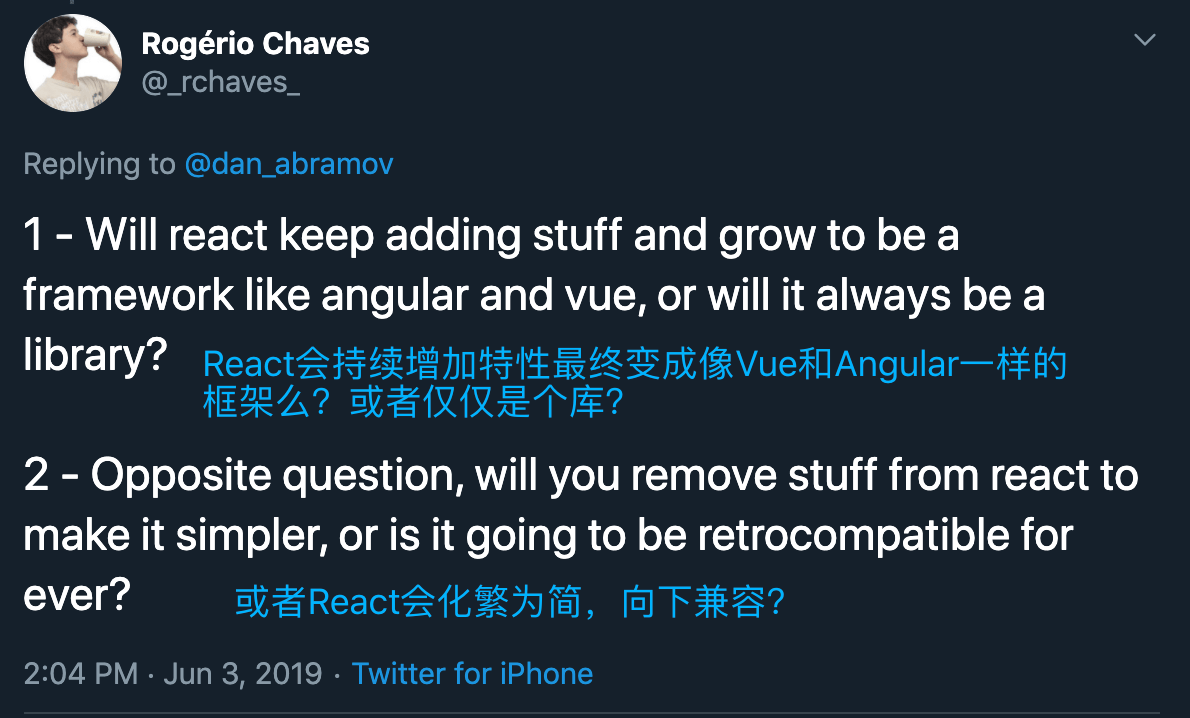 Rogério Chaves
@_rchaves_
Replying to @dan_abramov
1 - Will react keep adding stuff and grow to be a
framework like angular and vue, or will it always be a
library?
React会持续增加特性最终变成像Vue和Angular一样的
框架么？或者仅仅是个库？
2 - Opposite question, will you remove stuff from react to
make it simpler, or is it going to be retrocompatible for
ever?
或者React会化繁为简，向下兼容？
2:04 PM · Jun 3, 2019 · Twitter for iPhone